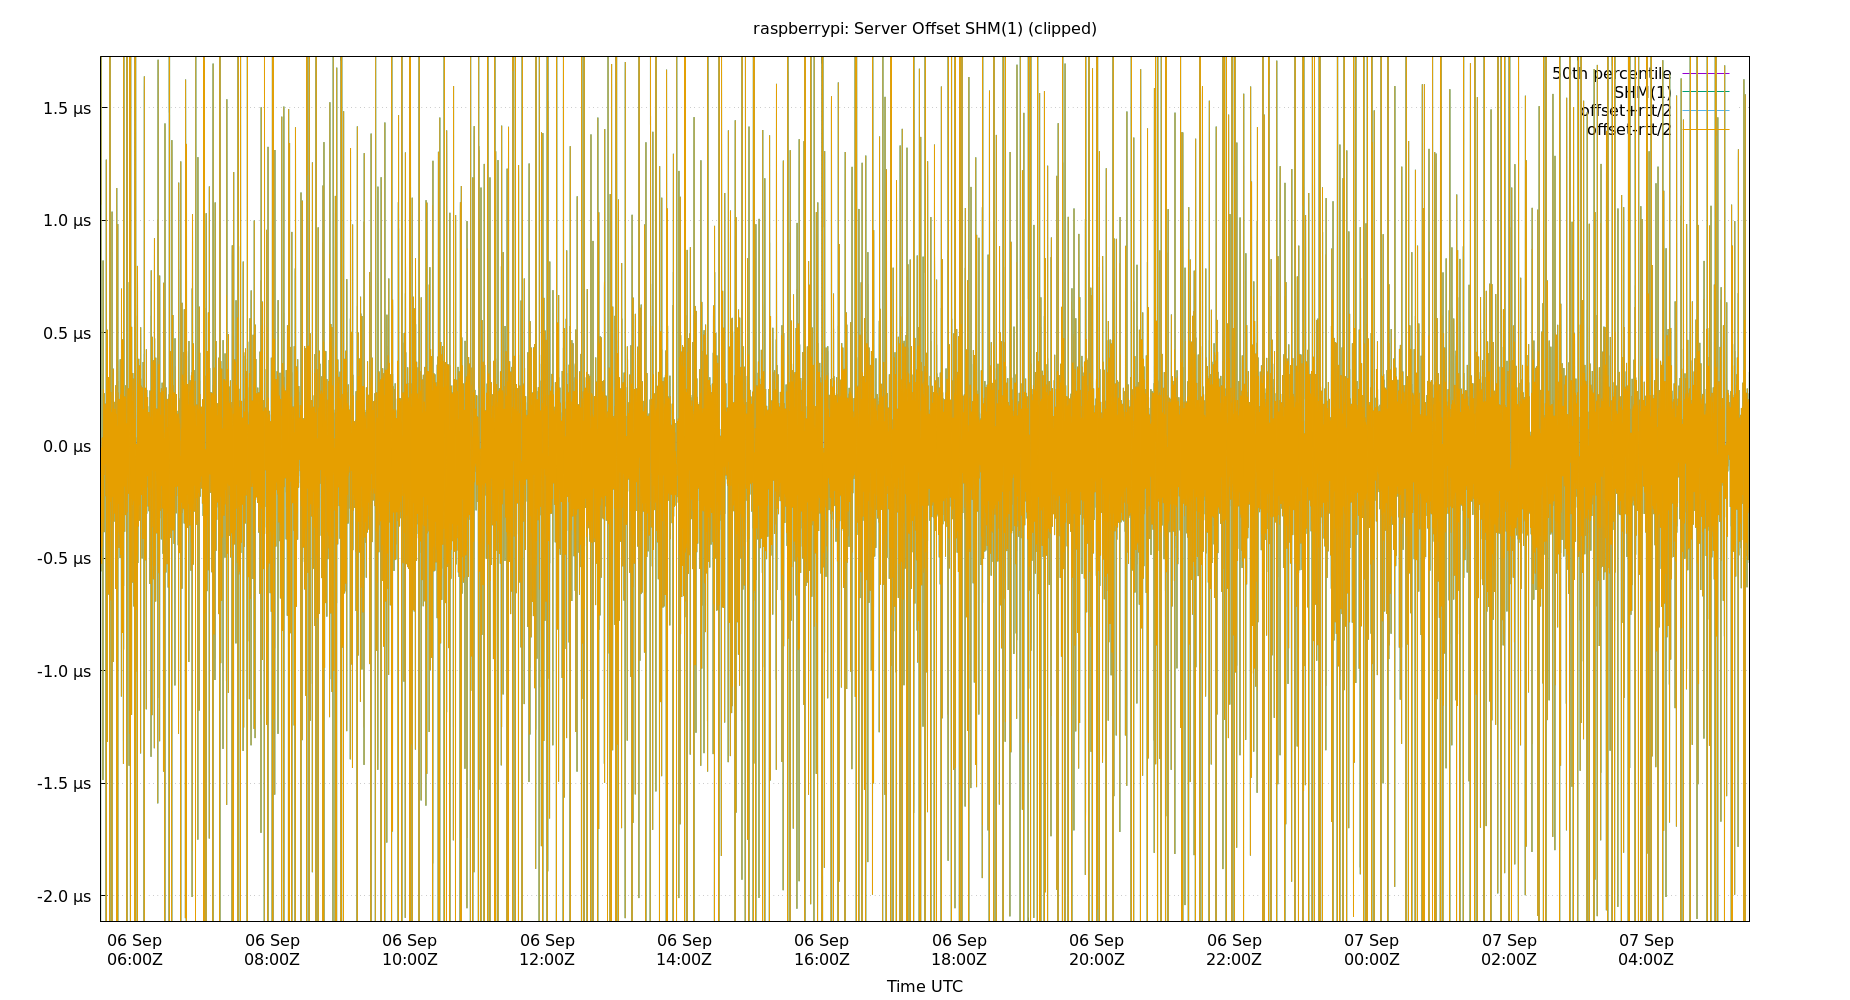 raspberrypi: Server Offset SHM(1) (clipped)
50th percentile
SHM(1)
offset+rtt/2
offset-rtt/2
1.5 µs
1.0 µs
0.5 µs
0.0 µs
-0.5 µs
-1.0 µs
-1.5 µs
-2.0 µs
06 Sep 06 Sep 06 Sep 06 Sep 06 Sep 06 Sep 06 Sep 06 Sep 06 Sep 07 Sep 07 Sep 07 Sep
06:00Z 08:00Z 10:00Z 12:00Z 14:00Z 16:00Z 18:00Z 20:00Z 22:00Z 00:00Z 02:00Z 04:00Z
Time UTC